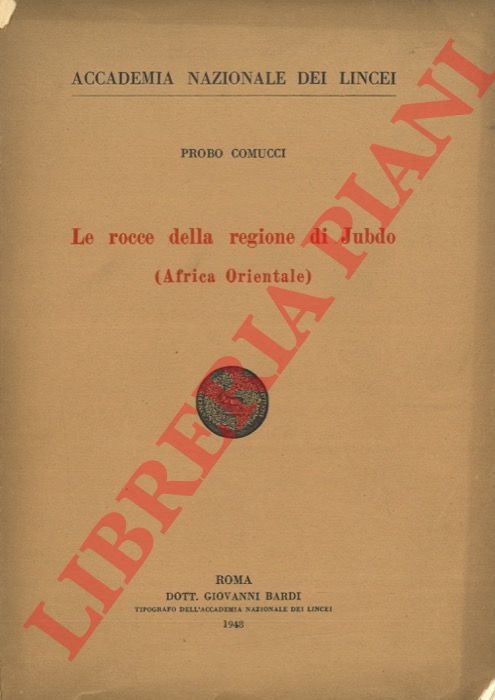 ACCADEMIA NAZIONALE DEI LINCEI
PROBO COMUCCI
Le rocce della regione di Jubdo
(Africa Orientale)
ROMA
DOTT. GIOVANNI BARDI
TIPOGRAFO DELL'ACCADEMIA NAZIONALE DEI LINCEI
1948
LIBRERIA PIANI